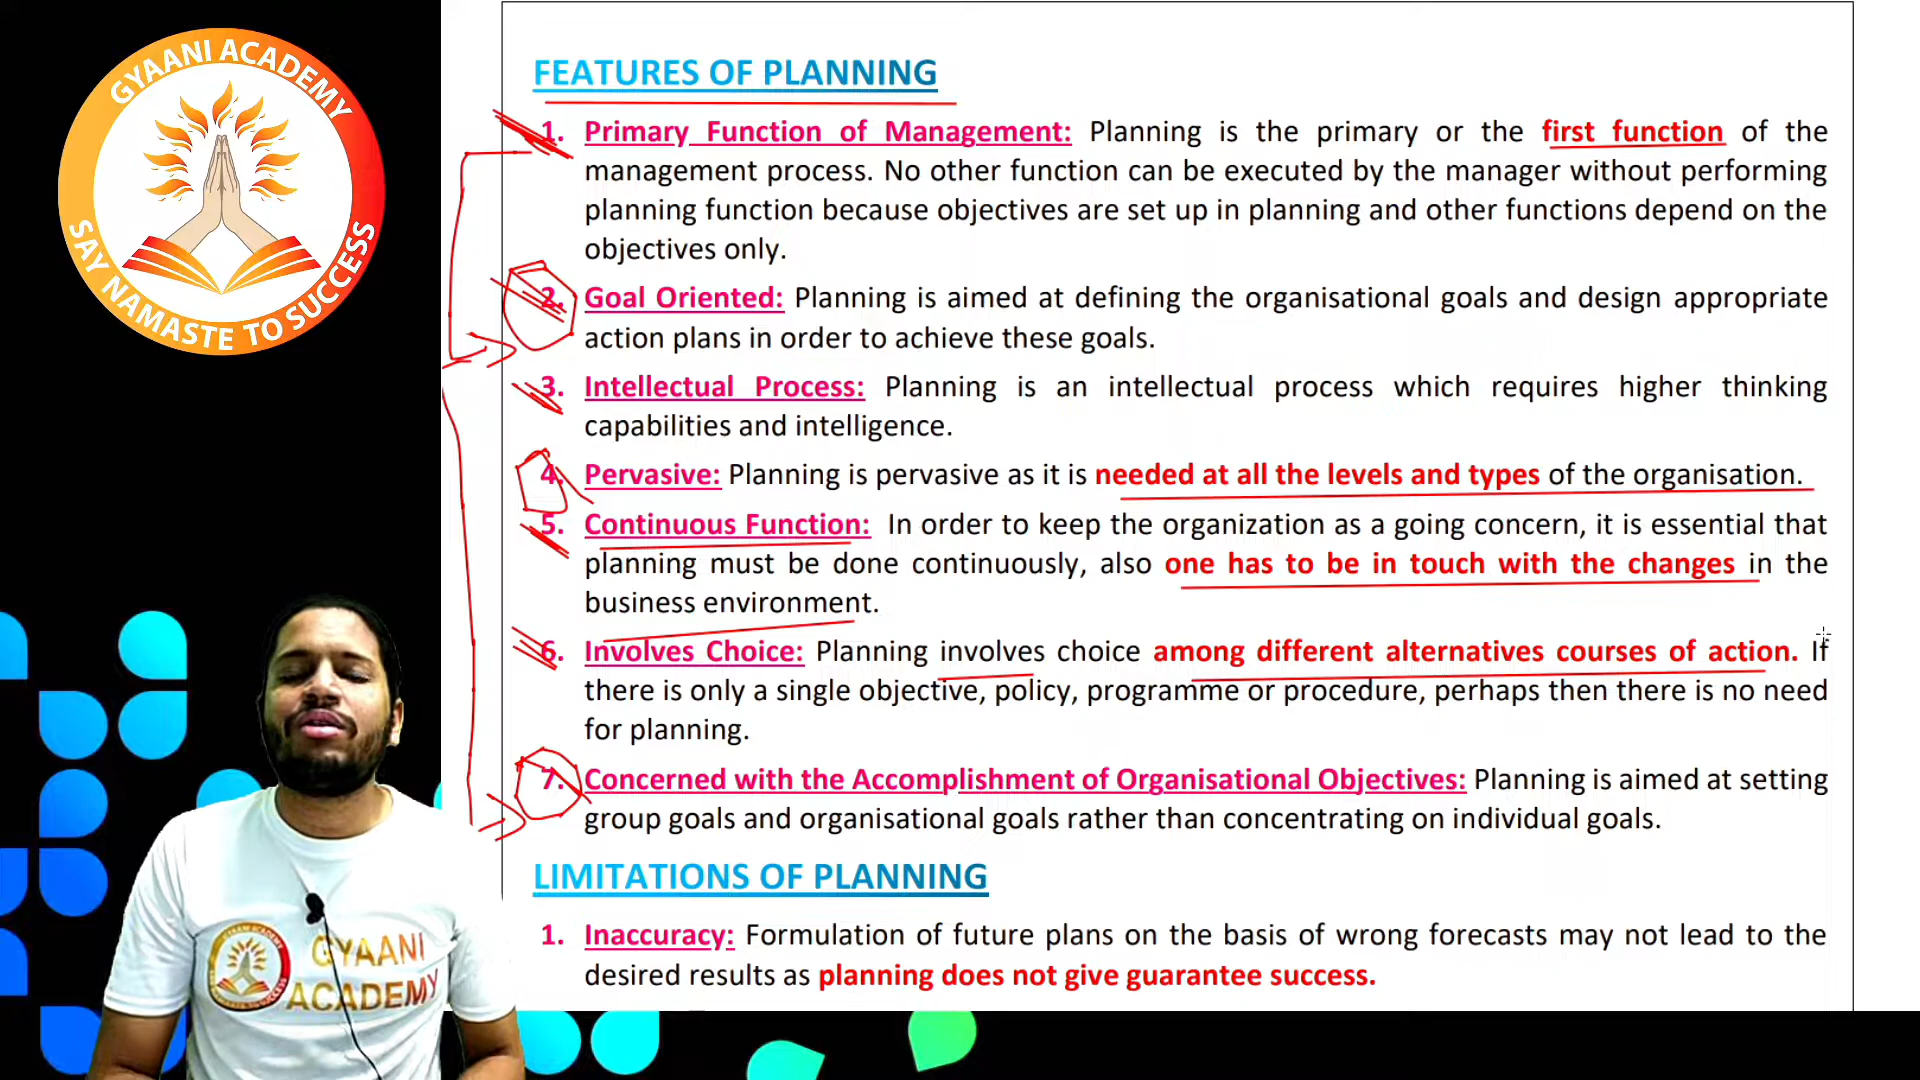 GYAANI ACADEMY
SAY NAMASTE TO SUCCESS
FEATURES OF PLANNING
1. Primary Function of Management: Planning is the primary or the first function of the
management process. No other function can be executed by the manager without performing
planning function because objectives are set up in planning and other functions depend on the
objectives only.
2. Goal Oriented: Planning is aimed at defining the organisational goals and design appropriate
action plans in order to achieve these goals.
3. Intellectual Process: Planning is an intellectual process which requires higher thinking
capabilities and intelligence.
4. Pervasive: Planning is pervasive as it is needed at all the levels and types of the organisation.
5. Continuous Function: In order to keep the organization as a going concern, it is essential that
planning must be done continuously, also one has to be in touch with the changes in the
business environment.
6. Involves Choice: Planning involves choice among different alternatives courses of action. If
there is only a single objective, policy, programme or procedure, perhaps then there is no need
for planning.
7. Concerned with the Accomplishment of Organisational Objectives: Planning is aimed at setting
group goals and organisational goals rather than concentrating on individual goals.
LIMITATIONS OF PLANNING
1. Inaccuracy: Formulation of future plans on the basis of wrong forecasts may not lead to the
desired results as planning does not give guarantee success.
GYAANI
ACADEMY